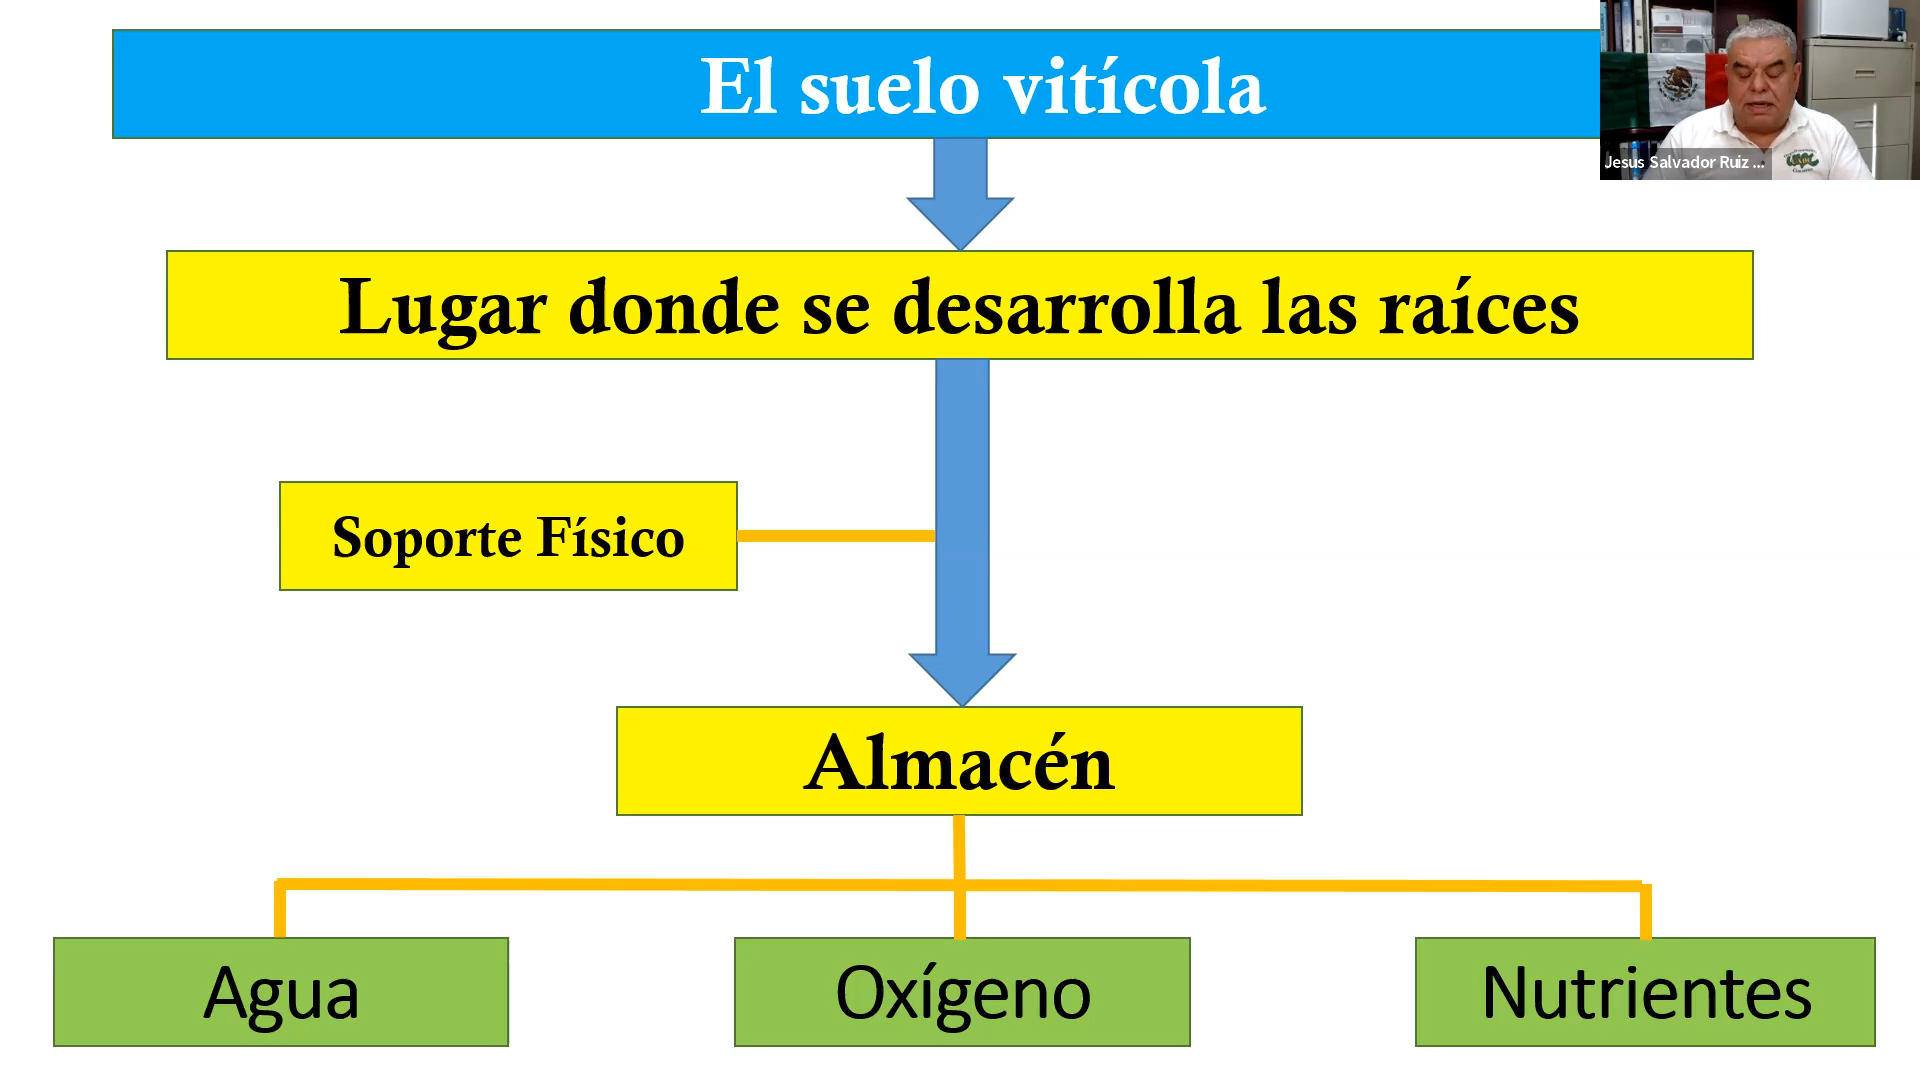 El suelo vitícola
Jesus Salvador Ruiz ...
Lugar donde se desarrolla las raíces
Soporte Físico
Almacén
Agua
Oxígeno
Nutrientes